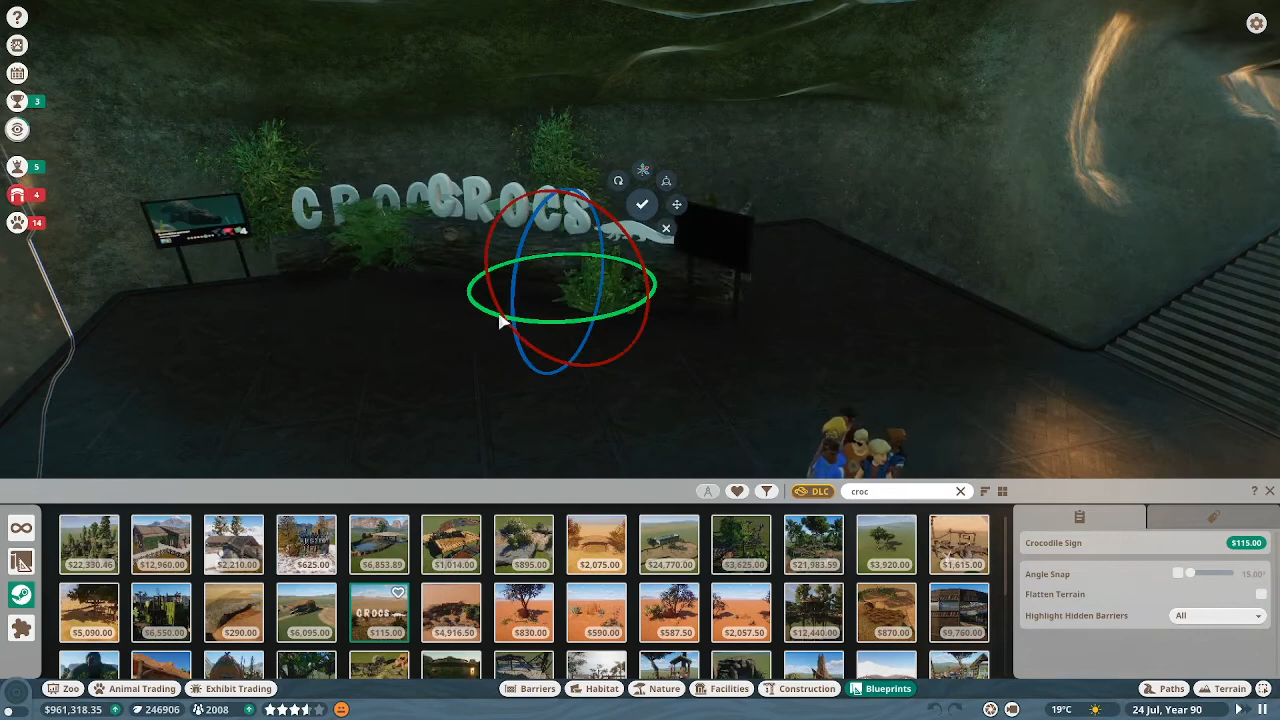 ?
3
5
4
14
CROC
CROCS
DLC
croc
?
$22,330.46
$12,960.00
$2,210.00
$625.00
$6,853.89
$1,014.00
$895.00
$2,075.00
$24,770.00
$3,625.00
$21,983.59
$3,920.00
$1,615.00
$5,090.00
$6,550.00
$290.00
$6,095.00
CROCS
$115.00
$4,916.50
$830.00
$590.00
$587.50
$2,057.50
$12,440.00
$870.00
$9,760.00
Crocodile Sign
$115.00
Angle Snap
15.00°
Flatten Terrain
Highlight Hidden Barriers
All
Zoo
Animal Trading
Exhibit Trading
Barriers
Habitat
Nature
Facilities
Construction
Blueprints
Paths
Terrain
$961,318.35
246906
2008
19°C
24 Jul, Year 90